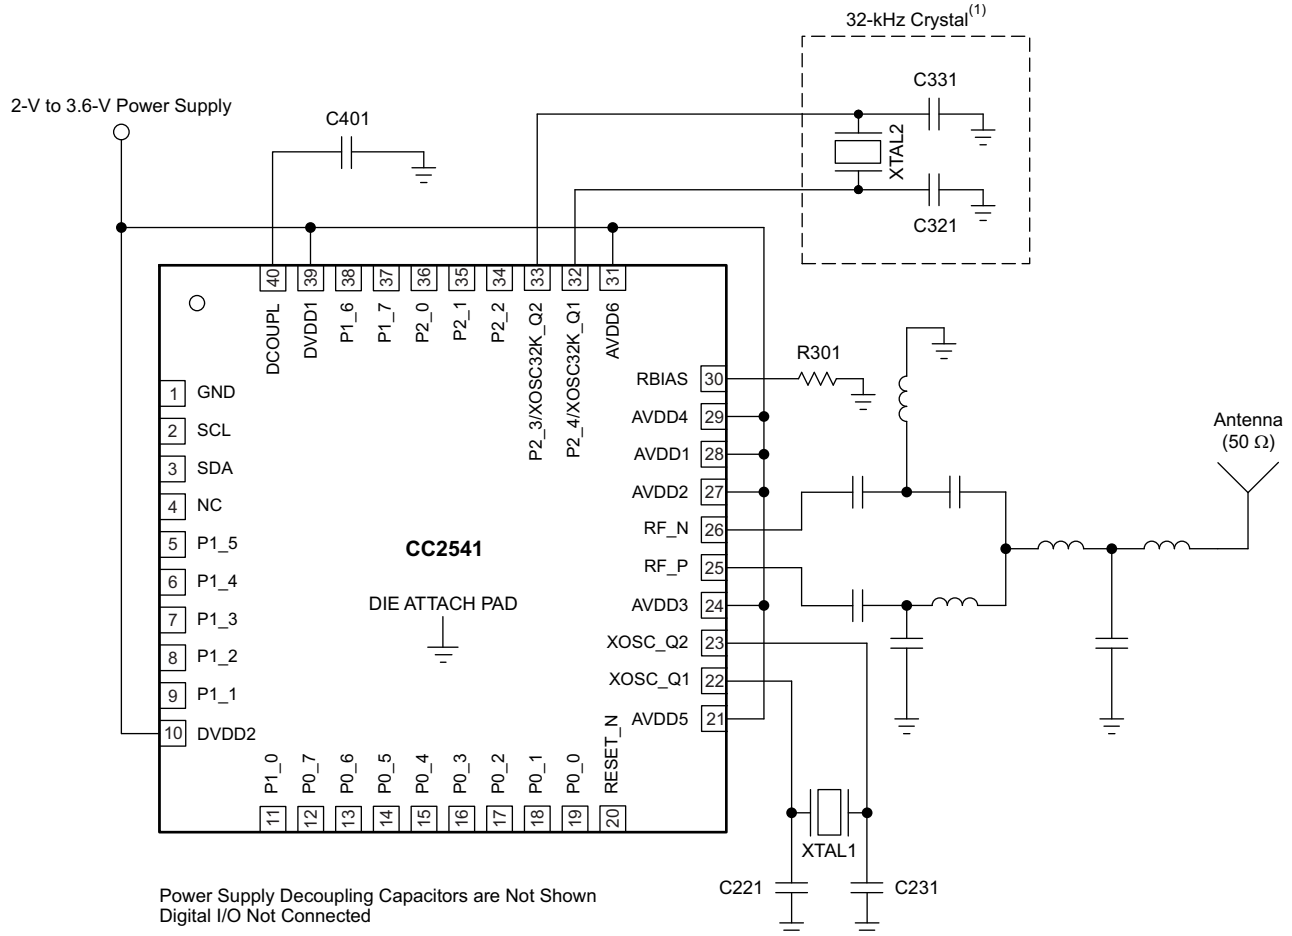 32-kHz Crystal(1)
C331
2-V to 3.6-V Power Supply
C401
XTAL2
C321
40
39
38
37
36
35
34
33
32
31
DCOUPL
DVDD1
P1_6
P1_7
P2_0
P2_1
P2_2
P2_3/XOSC32K_Q2
P2_4/XOSC32K_Q1
AVDD6
R301
RBIAS 30
1 GND
AVDD4 29
Antenna
(50 Ω)
2 SCL
AVDD1 28
3 SDA
AVDD2 27
4 NC
RF_N 26
5 P1_5
CC2541
RF_P 25
6 P1_4
DIE ATTACH PAD
AVDD3 24
7 P1_3
XOSC_Q2 23
8 P1_2
XOSC_Q1 22
9 P1_1
AVDD5 21
10 DVDD2
P1_0
P0_7
P0_6
P0_5
P0_4
P0_3
P0_2
P0_1
P0_0
RESET_N
11
12
13
14
15
16
17
18
19
20
XTAL1
C221
C231
Power Supply Decoupling Capacitors are Not Shown
Digital I/O Not Connected